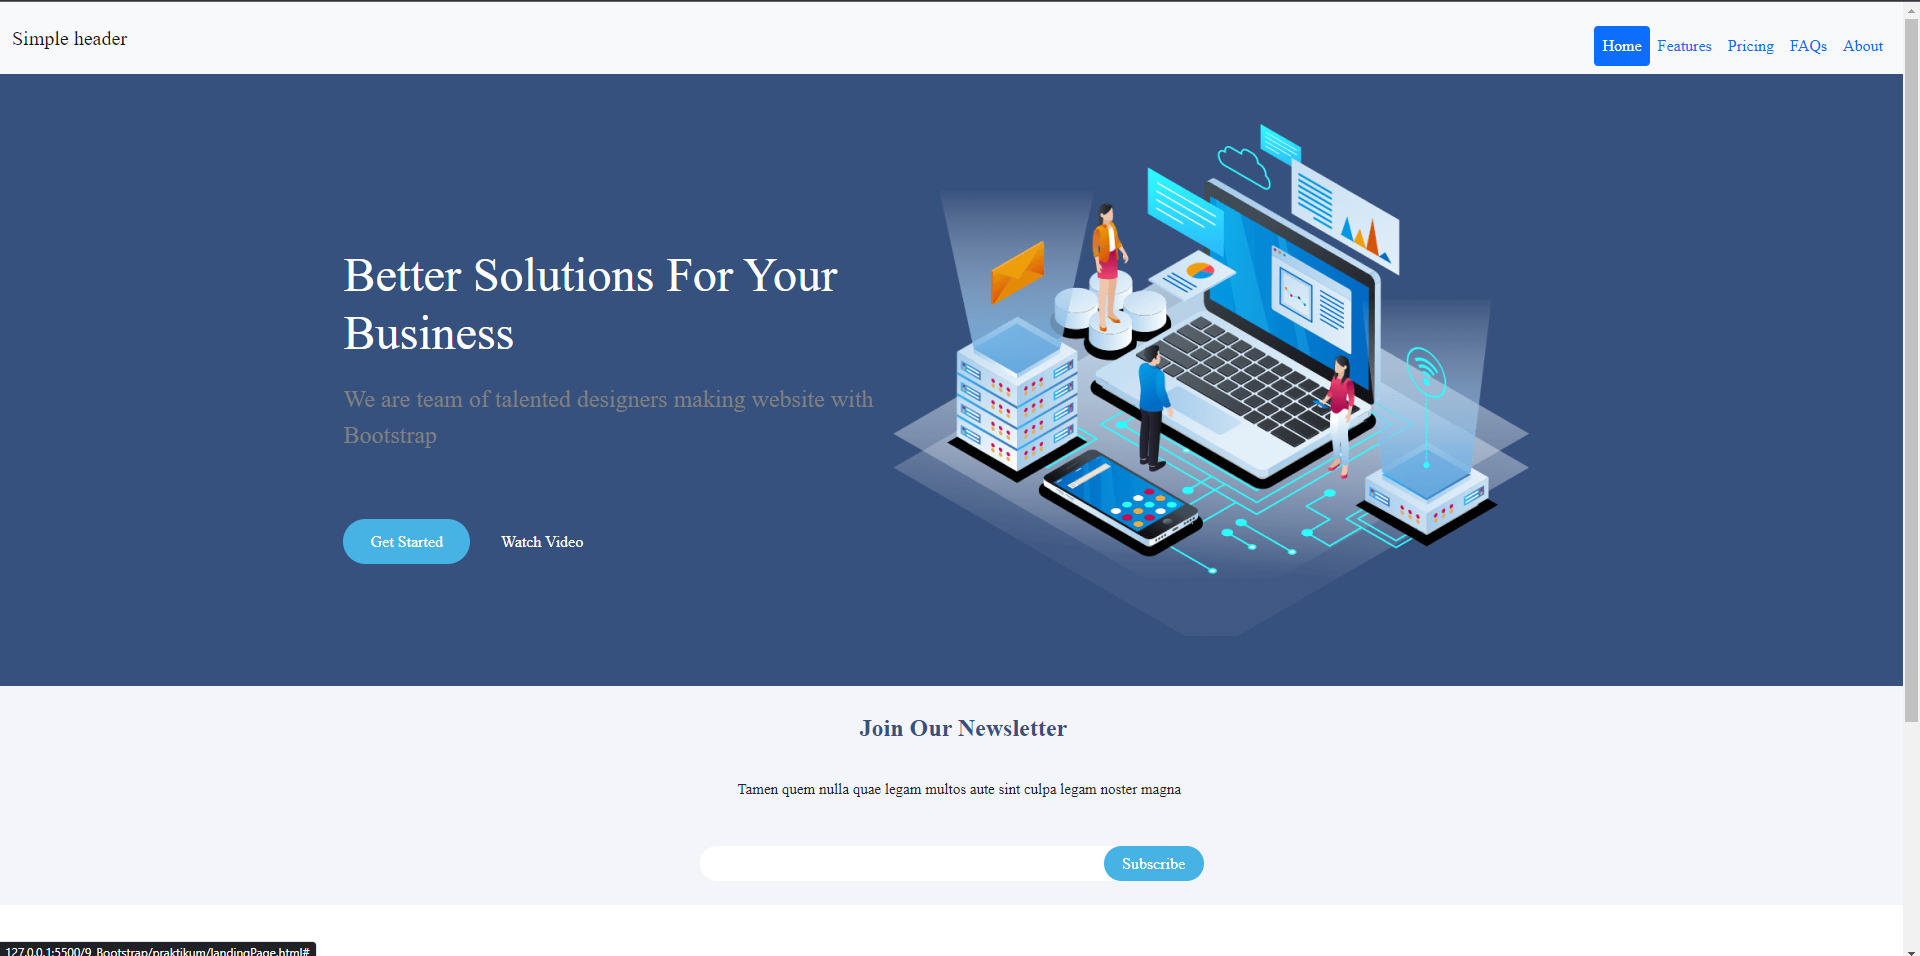 Simple header
Home Features Pricing FAQs About
Better Solutions For Your
Business
We are team of talented designers making website with
Bootstrap
Get Started Watch Video
Join Our Newsletter
Tamen quem nulla quae legam multos aute sint culpa legam noster magna
Subscribe
127.0.0.1:5500/9_Bootstrap/praktikum/landingPage.html#